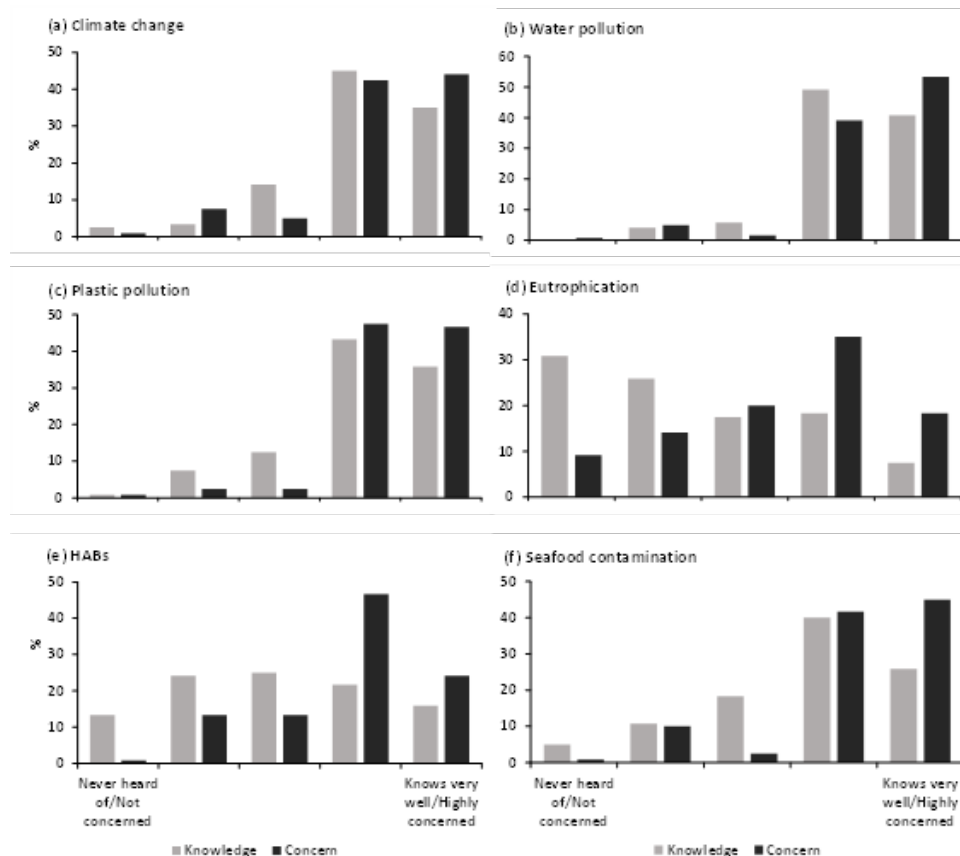 (a) Climate change
50
40
30
20
10
0
%
(b) Water pollution
60
50
40
30
20
10
0
(c) Plastic pollution
50
40
30
20
10
0
%
(d) Eutrophication
40
30
20
10
0
(e) HABs
50
40
30
20
10
0
%
Never heard
of/Not
concerned
Knows very
well/Highly
concerned
Knowledge Concern
(f) Seafood contamination
50
40
30
20
10
0
Never heard
of/Not
concerned
Knows very
well/Highly
concerned
Knowledge Concern